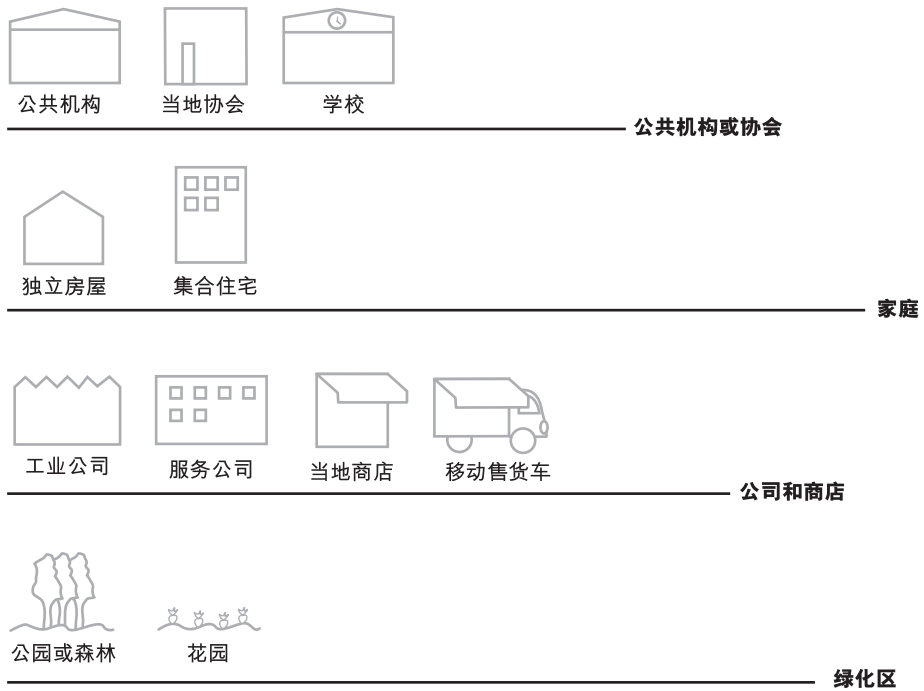 公共机构
当地协会
学校
公共机构或协会
独立房屋
集合住宅
家庭
工业公司
服务公司
当地商店
移动售货车
公司和商店
公园或森林
花园
绿化区